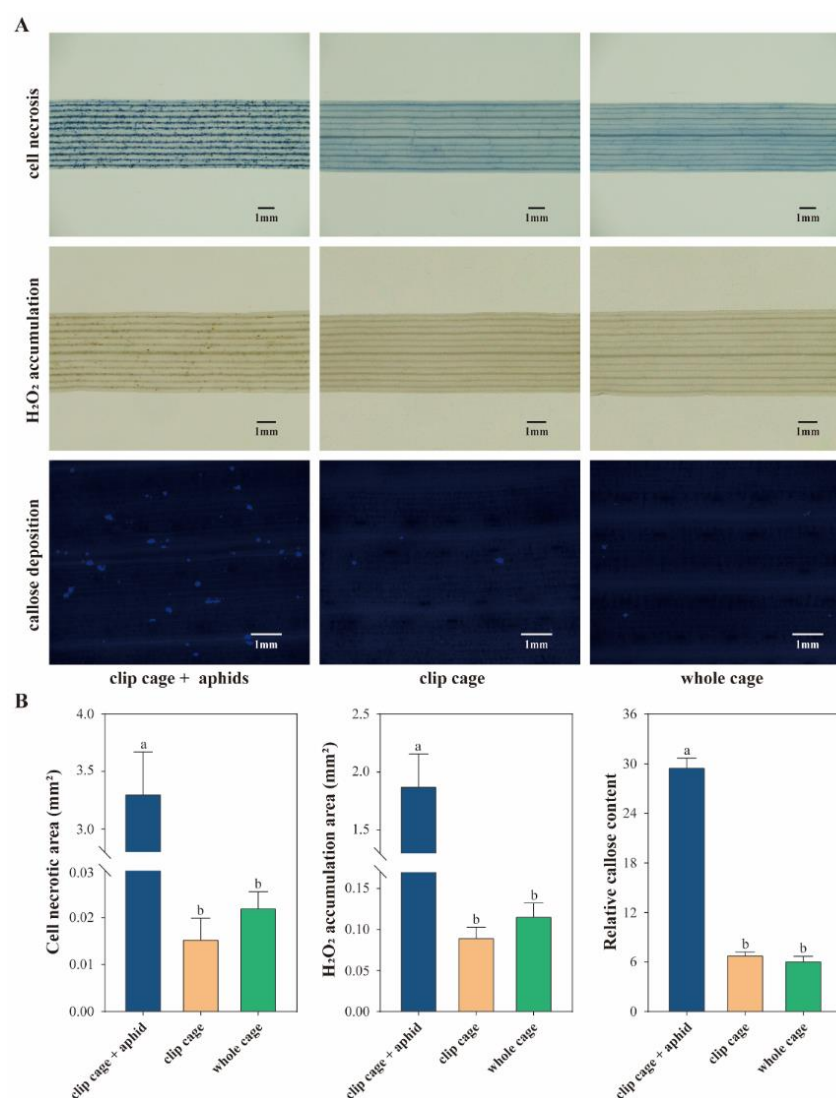 A
cell necrosis
1mm
1mm
1mm
H₂O₂ accumulation
1mm
1mm
1mm
callose deposition
1mm
1mm
1mm
clip cage + aphids
clip cage
whole cage
B
Cell necrotic area (mm²)
4.0
3.5
3.0
0.03
0.02
0.01
0.00
a
b
b
clip cage + aphid
clip cage
whole cage
H₂O₂ accumulation area (mm²)
2.5
2.0
1.5
0.15
0.10
0.05
0.00
a
b
b
clip cage + aphid
clip cage
whole cage
Relative callose content
36
30
24
18
12
6
0
a
b
b
clip cage + aphid
clip cage
whole cage